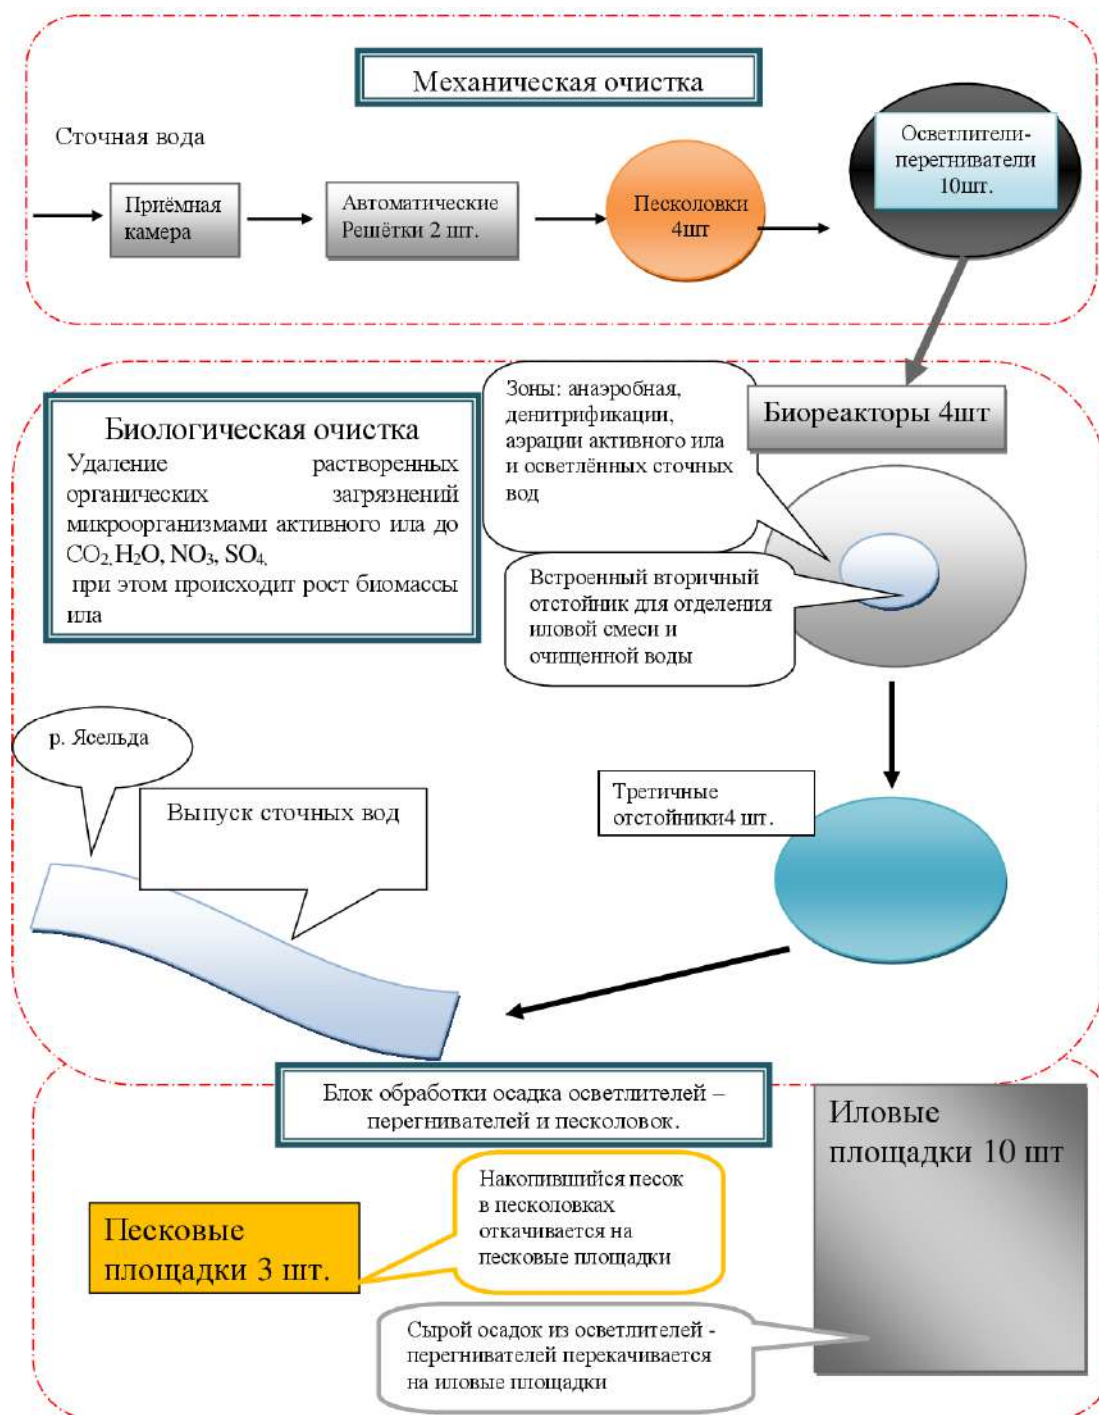 Механическая очистка
Сточная вода
Приёмная
камера
Автоматические
Решётки 2 шт.
Песколовки
4шт
Осветлители-
перегниватели
10шт.
Зоны: анаэробная,
денитрификации,
аэрации активного ила
и осветлённых сточных
вод
Биореакторы 4шт
Биологическая очистка
Удаление растворенных
органических загрязнений
микроорганизмами активного ила до
CO₂, H₂O, NO₃, SO₄,
при этом происходит рост биомассы
ила
Встроенный вторичный
отстойник для отделения
иловой смеси и
очищенной воды
р. Ясельда
Выпуск сточных вод
Третичные
отстойники4 шт.
Блок обработки осадка осветлителей –
перегнивателей и песколовок.
Иловые
площадки 10 шт
Накопившийся песок
в песколовках
откачивается на
песковые площадки
Песковые
площадки 3 шт.
Сырой осадок из осветлителей -
перегнивателей перекачивается
на иловые площадки